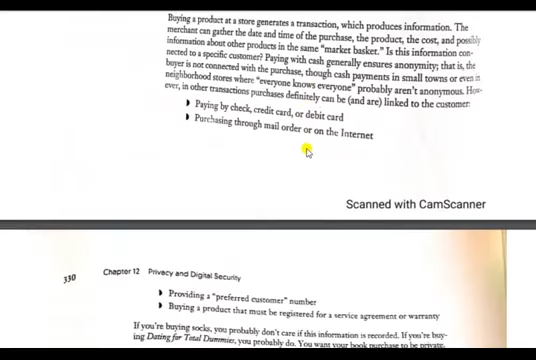 Buying a product at a store generates a transaction, which produces information. The
merchant can gather the date and time of the purchase, the product, the cost, and possibly
information about other products in the same “market basket.” Is this information con-
nected to a specific customer? Paying with cash generally ensures anonymity; that is, the
buyer is not connected with the purchase, though cash payments in small towns or even in
neighborhood stores where “everyone knows everyone” probably aren't anonymous. How-
ever, in other transactions purchases definitely can be (and are) linked to the customer:
Paying by check, credit card, or debit card
Purchasing through mail order or on the Internet
Scanned with CamScanner
330 Chapter 12 Privacy and Digital Security
Providing a “preferred customer” number
Buying a product that must be registered for a service agreement or warranty
If you're buying socks, you probably don't care if this information is recorded. If you're buy-
ing Dating for Total Dummies, you probably do. You want your book purchase to be private.